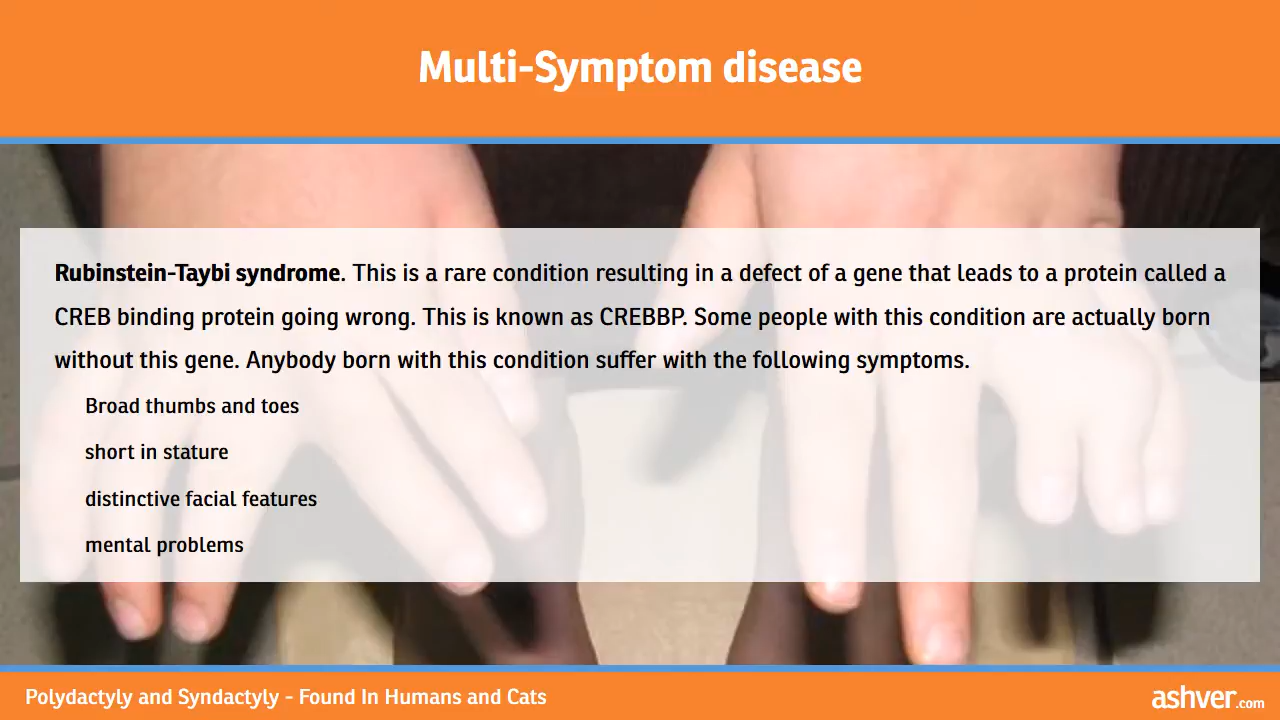 Multi-Symptom disease
Rubinstein-Taybi syndrome. This is a rare condition resulting in a defect of a gene that leads to a protein called a
CREB binding protein going wrong. This is known as CREBBP. Some people with this condition are actually born
without this gene. Anybody born with this condition suffer with the following symptoms.
Broad thumbs and toes
short in stature
distinctive facial features
mental problems
Polydactyly and Syndactyly - Found In Humans and Cats
ashver.com